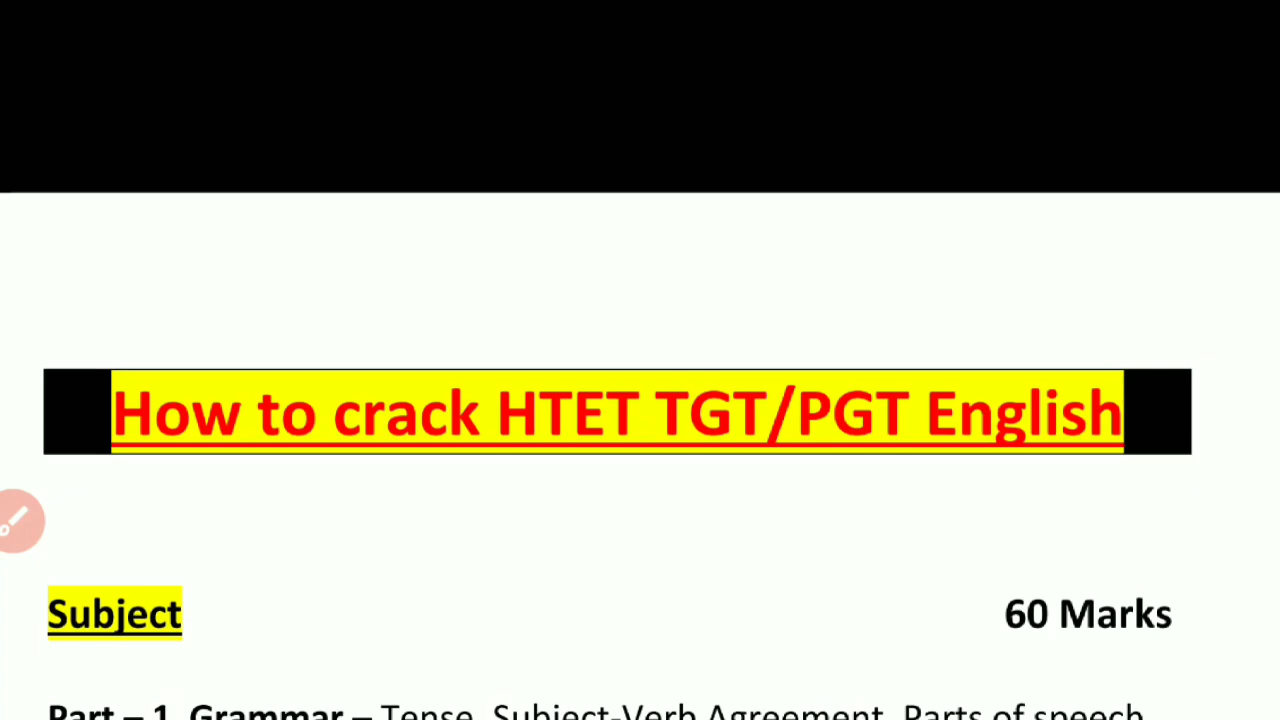 How to crack HTET TGT/PGT English
Subject 60 Marks
Part – 1 Grammar – Tense, Subject-Verb Agreement, Parts of speech